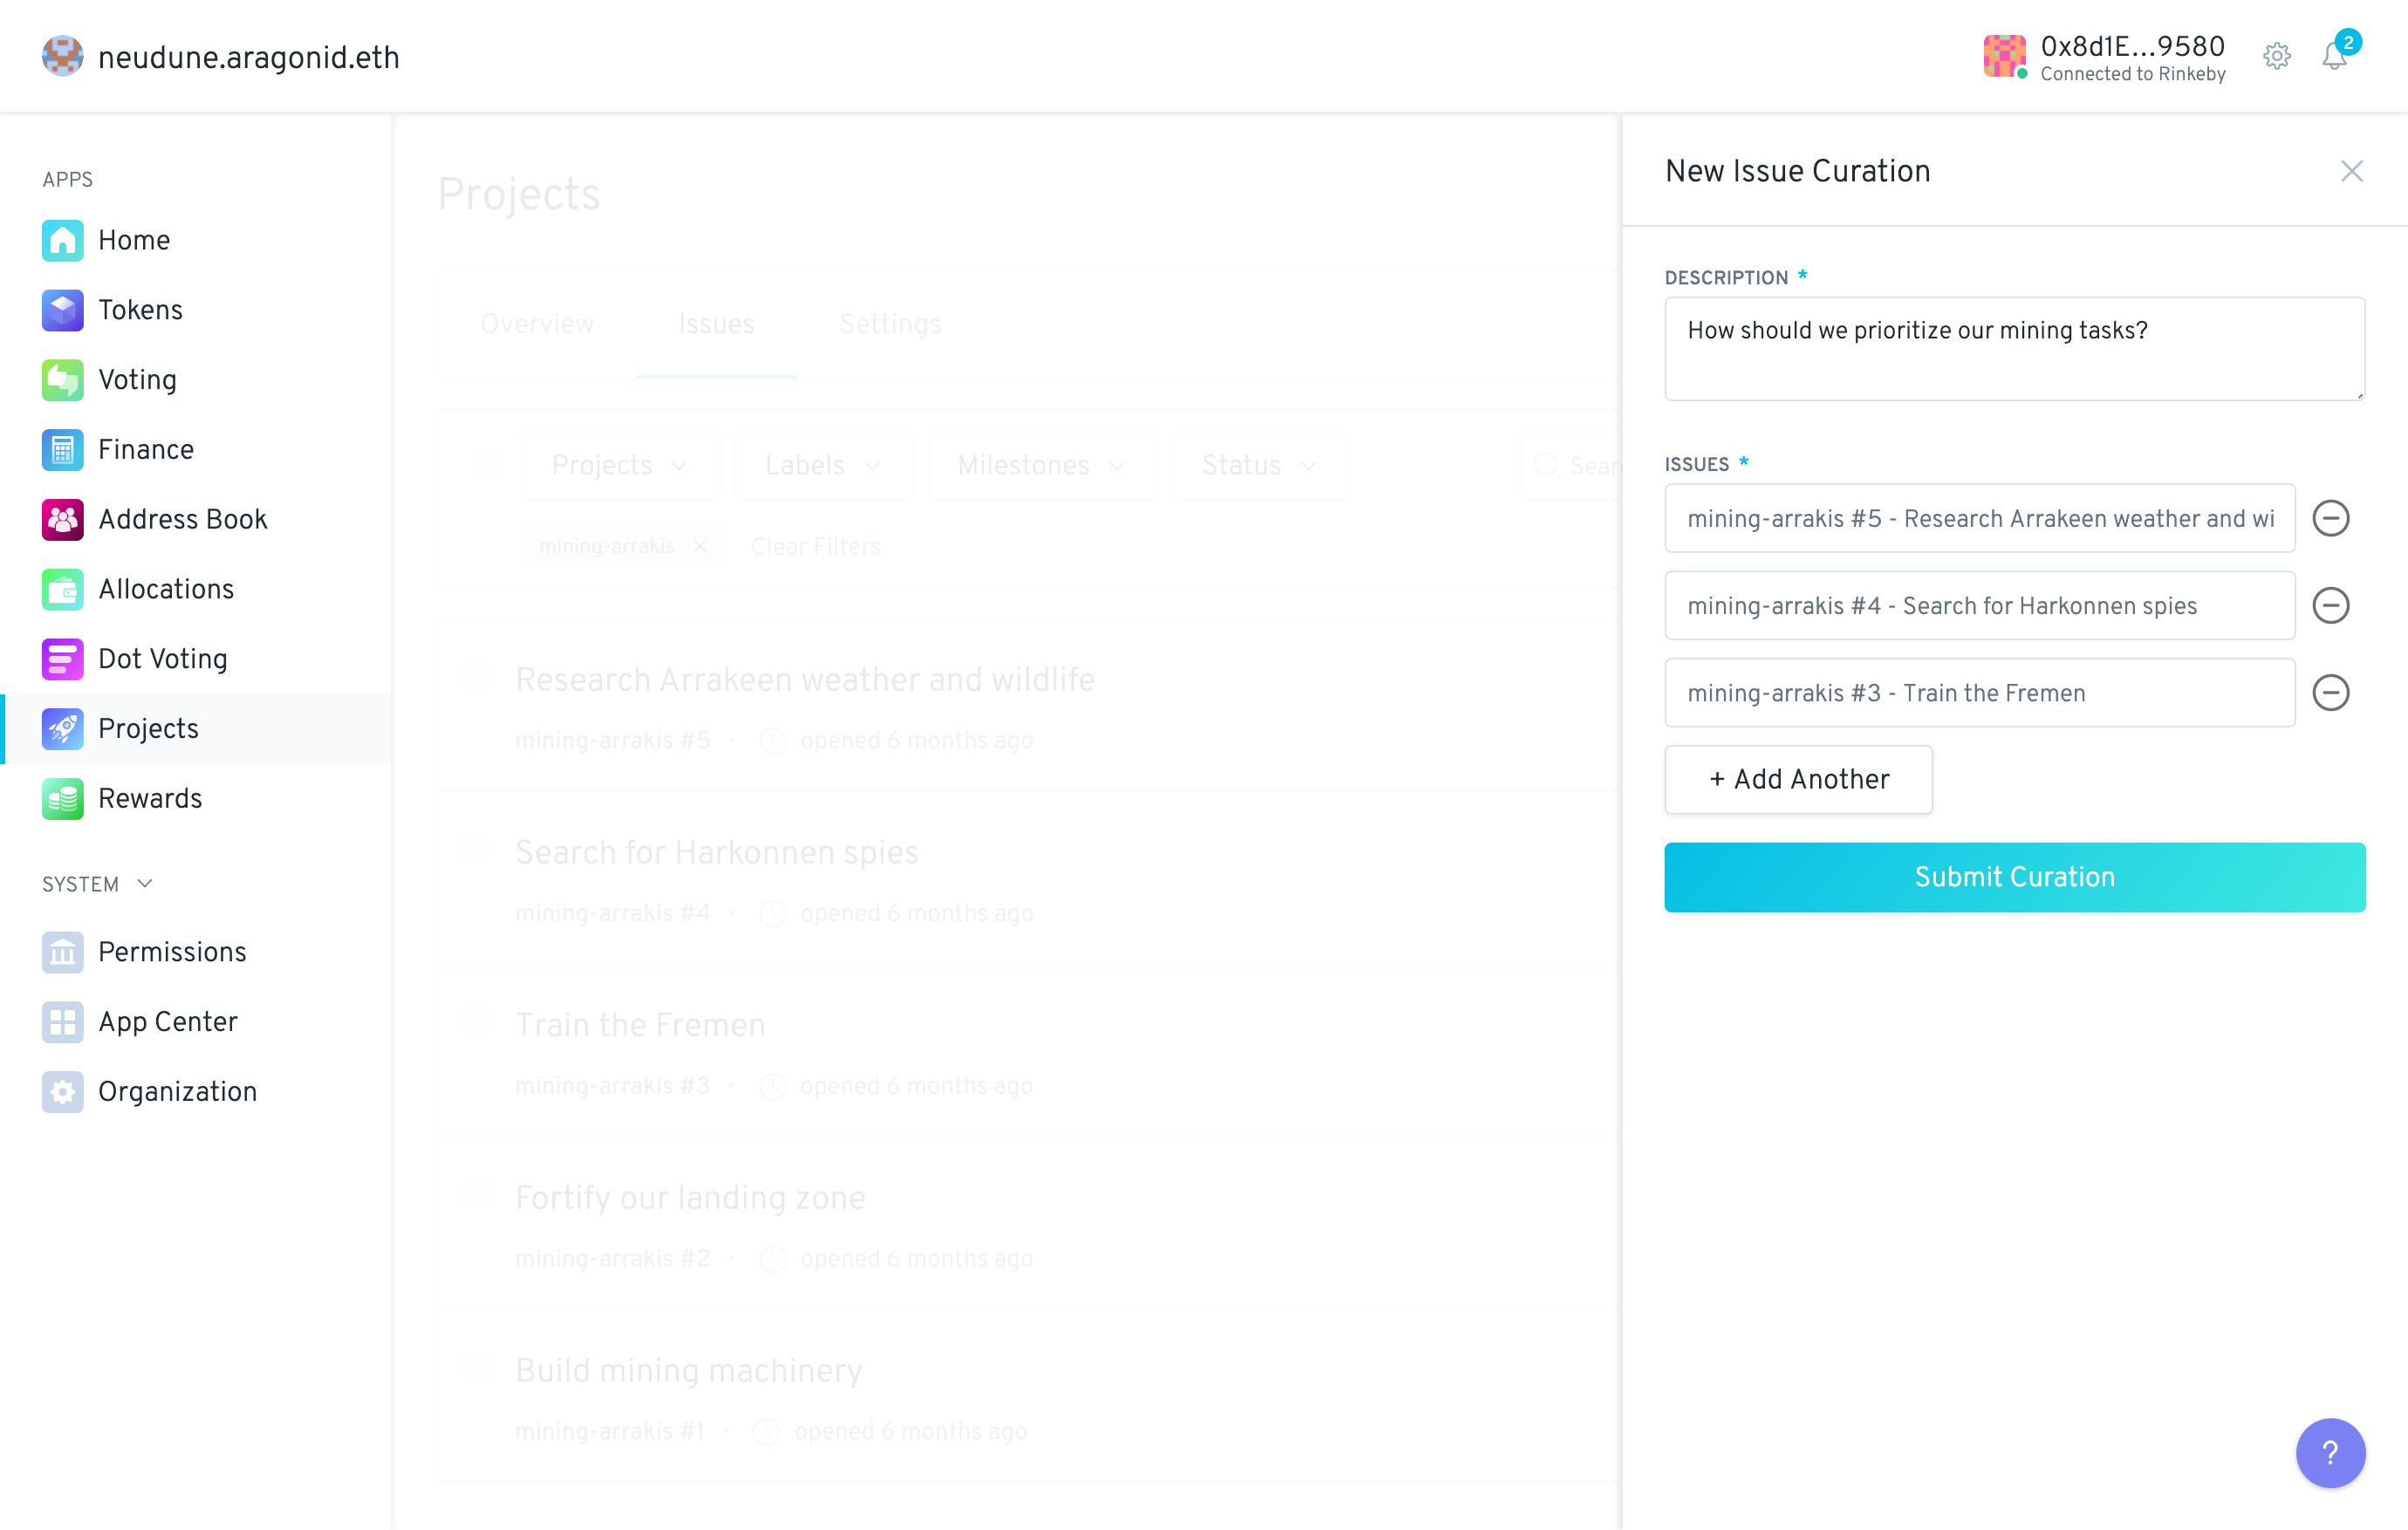 neudune.aragonid.eth
0x8d1E...9580
Connected to Rinkeby
2
APPS
Home
Tokens
Voting
Finance
Address Book
Allocations
Dot Voting
Projects
Rewards
SYSTEM
Permissions
App Center
Organization
Projects
Overview Issues Settings
Projects Labels Milestones Status
mining-arrakis Clear Filters
Research Arrakeen weather and wildlife
mining-arrakis #5 · opened 6 months ago
Search for Harkonnen spies
mining-arrakis #4 · opened 6 months ago
Train the Fremen
mining-arrakis #3 · opened 6 months ago
Fortify our landing zone
mining-arrakis #2 · opened 6 months ago
Build mining machinery
mining-arrakis #1 · opened 6 months ago
New Issue Curation
DESCRIPTION *
How should we prioritize our mining tasks?
ISSUES *
mining-arrakis #5 - Research Arrakeen weather and wi
mining-arrakis #4 - Search for Harkonnen spies
mining-arrakis #3 - Train the Fremen
+ Add Another
Submit Curation
?